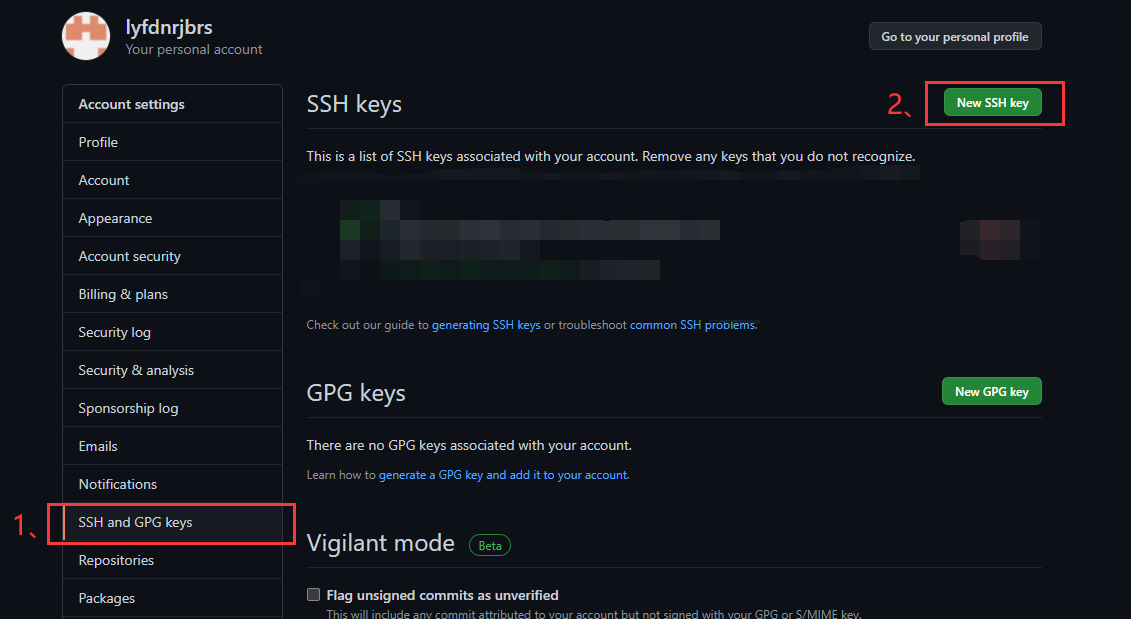 lyfdnrjbrs
Your personal account
Go to your personal profile
Account settings
Profile
Account
Appearance
Account security
Billing & plans
Security log
Security & analysis
Sponsorship log
Emails
Notifications
1、
SSH and GPG keys
Repositories
Packages
SSH keys
2、
New SSH key
This is a list of SSH keys associated with your account. Remove any keys that you do not recognize.
Check out our guide to generating SSH keys or troubleshoot common SSH problems.
GPG keys
New GPG key
There are no GPG keys associated with your account.
Learn how to generate a GPG key and add it to your account.
Vigilant mode
Beta
Flag unsigned commits as unverified
This will include any commit attributed to your account but not signed with your GPG or S/MIME key.